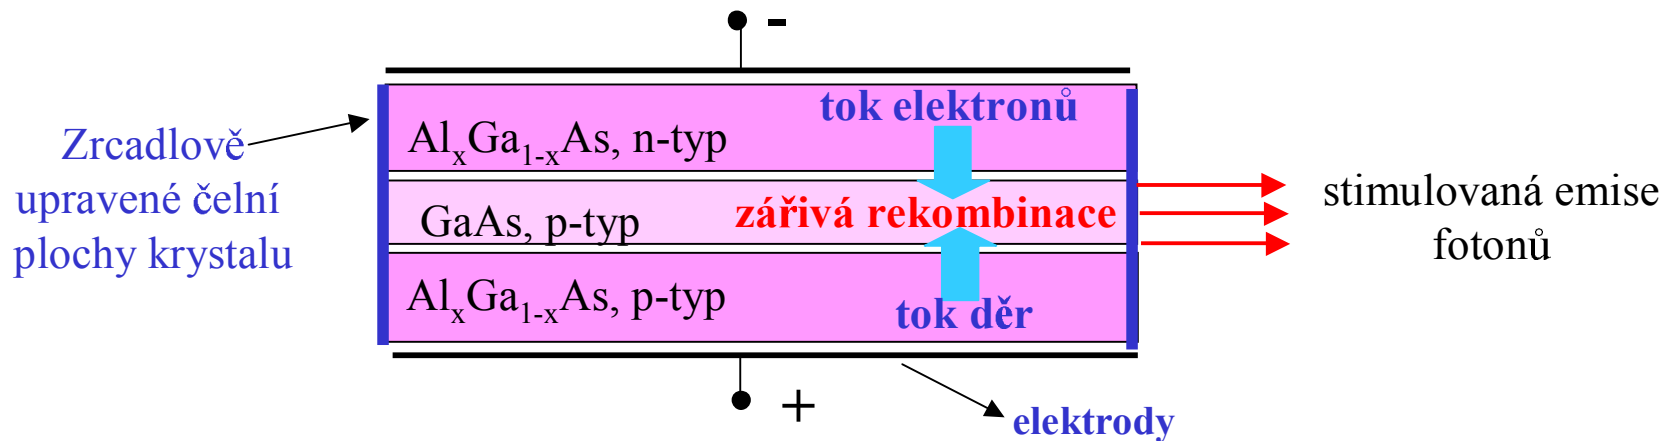 -
tok elektronů
Zrcadlově
upravené čelní
plochy krystalu
AlxGa1-xAs, n-typ
GaAs, p-typ
zářivá rekombinace
stimulovaná emise
fotonů
AlxGa1-xAs, p-typ
tok děr
+
elektrody